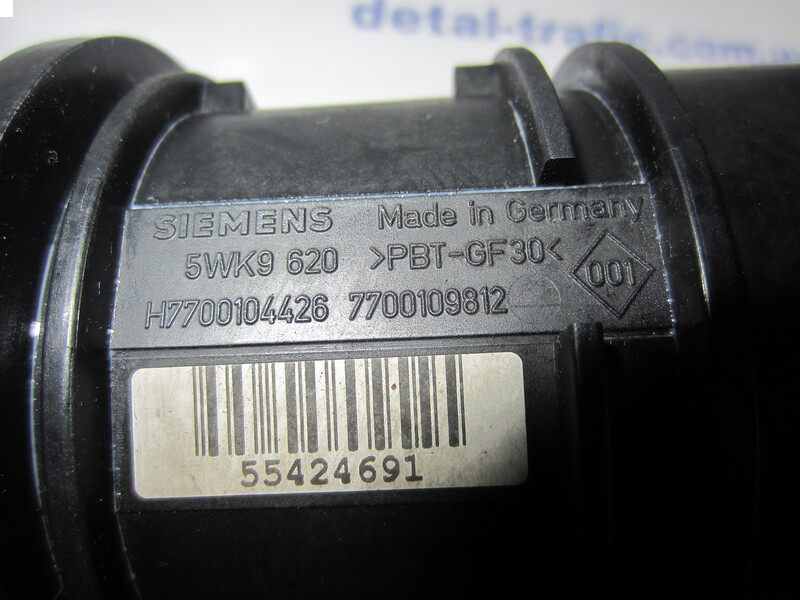 detal-trafic.com.u
SIEMENS Made in Germany
5WK9 620 >PBT-GF30< 001
H7700104426 7700109812
55424691